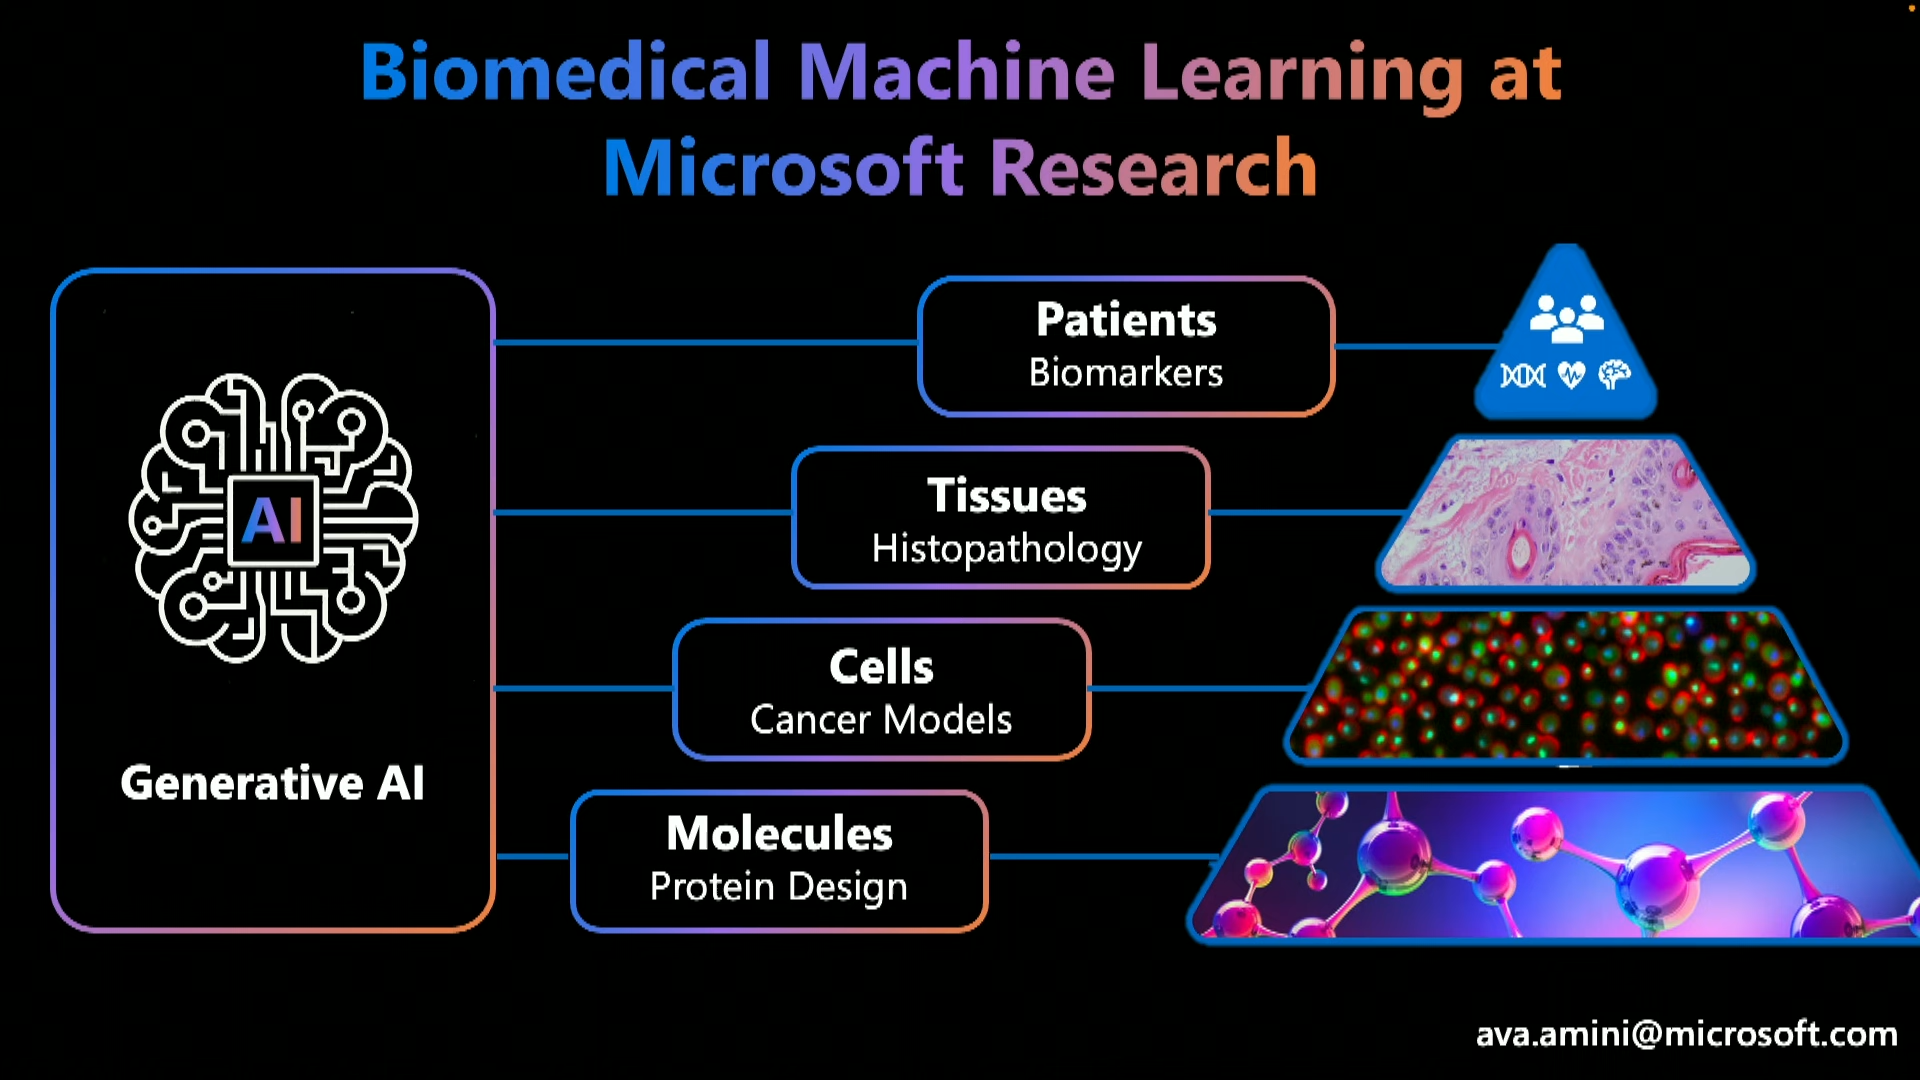 Biomedical Machine Learning at
Microsoft Research
AI
Generative AI
Patients
Biomarkers
Tissues
Histopathology
Cells
Cancer Models
Molecules
Protein Design
ava.amini@microsoft.com